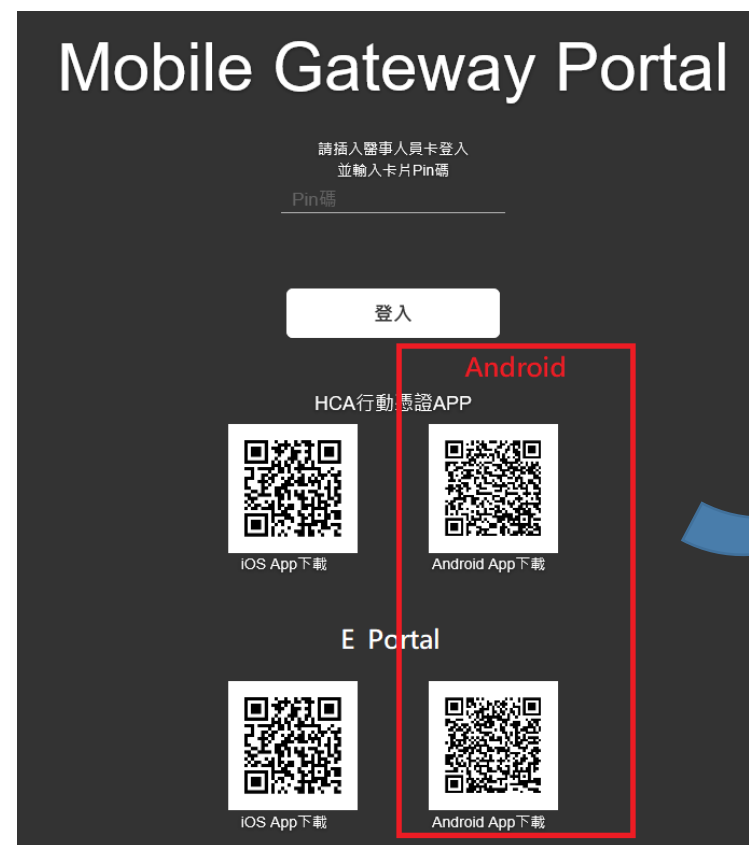 Mobile Gateway Portal
請插入醫事人員卡登入
並輸入卡片Pin碼
Pin碼
登入
Android
HCA行動憑證APP
iOS App下載
Android App下載
E Portal
iOS App下載
Android App下載